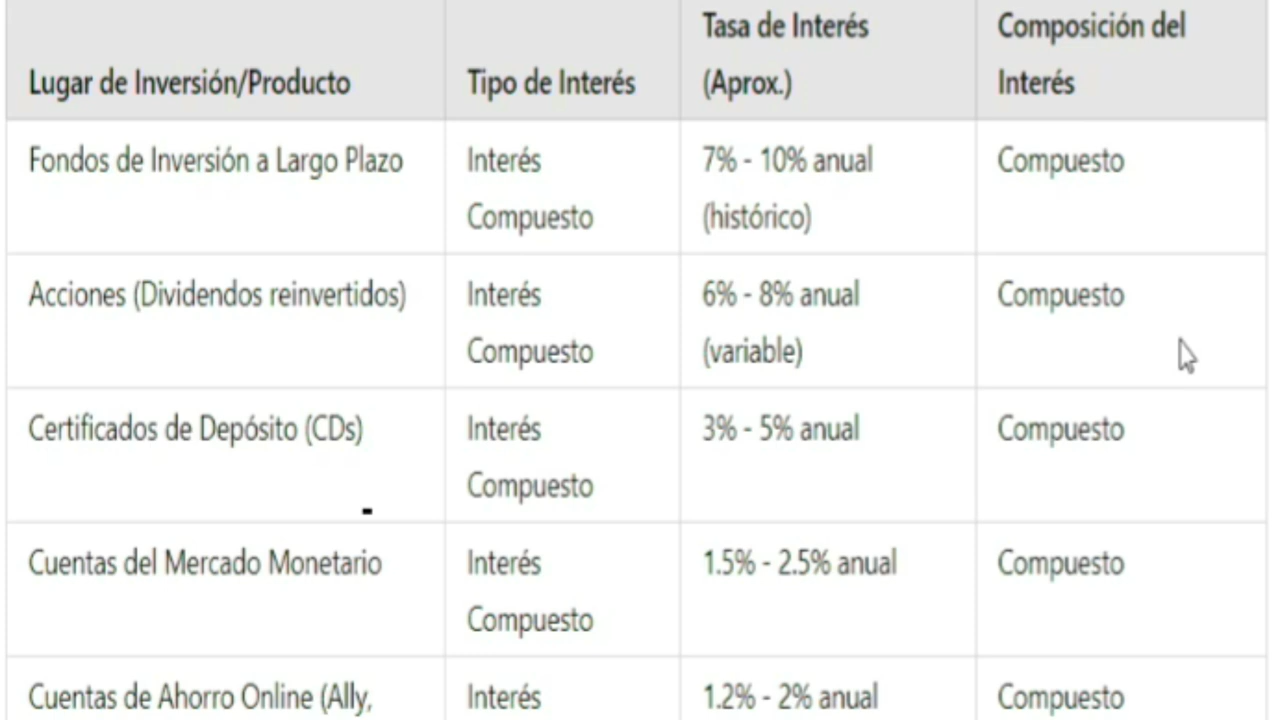 Lugar de Inversión/Producto
Tipo de Interés
Tasa de Interés
(Aprox.)
Composición del
Interés
Fondos de Inversión a Largo Plazo
Interés
Compuesto
7% - 10% anual
(histórico)
Compuesto
Acciones (Dividendos reinvertidos)
Interés
Compuesto
6% - 8% anual
(variable)
Compuesto
Certificados de Depósito (CDs)
Interés
Compuesto
3% - 5% anual
Compuesto
Cuentas del Mercado Monetario
Interés
Compuesto
1.5% - 2.5% anual
Compuesto
Cuentas de Ahorro Online (Ally,
Interés
1.2% - 2% anual
Compuesto